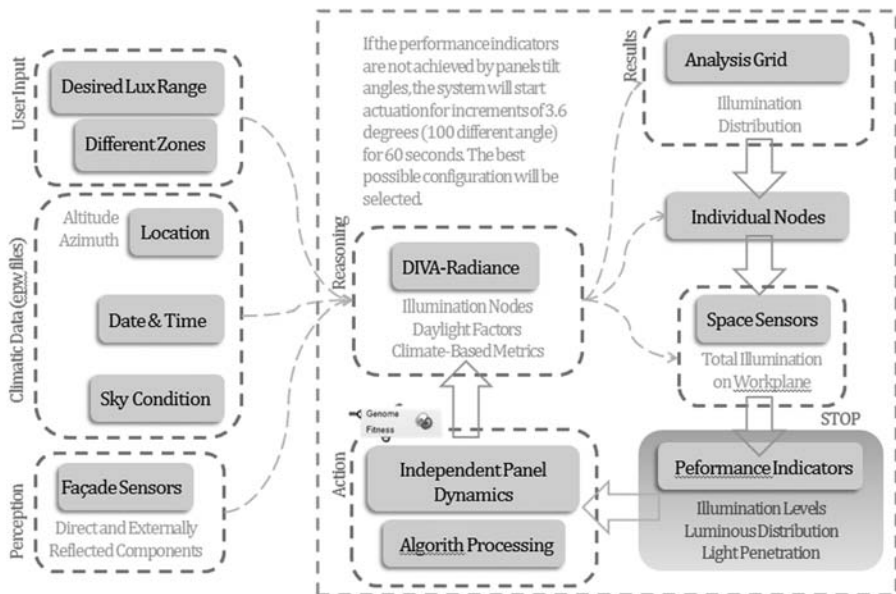 User Input
Desired Lux Range
Different Zones
Climatic Data (epw files)
Altitude
Azimuth
Location
Date & Time
Sky Condition
Perception
Façade Sensors
Direct and Externally
Reflected Components
If the performance indicators
are not achieved by panels tilt
angles, the system will start
actuation for increments of 3.6
degrees (100 different angle)
for 60 seconds. The best
possible configuration will be
selected.
Reasoning
DIVA-Radiance
Illumination Nodes
Daylight Factors
Climate-Based Metrics
Genome
Fitness
Action
Independent Panel
Dynamics
Algorith Processing
Results
Analysis Grid
Illumination
Distribution
Individual Nodes
Space Sensors
Total Illumination
on Workplane
STOP
Peformance Indicators
Illumination Levels
Luminous Distribution
Light Penetration